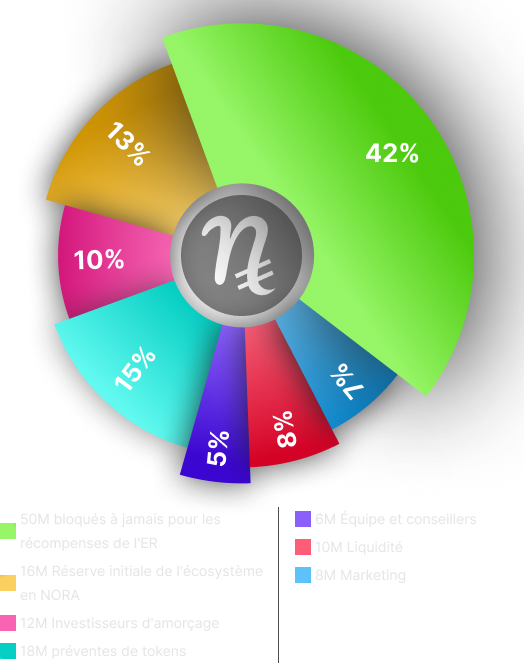 42%
13%
10%
15%
5%
8%
7%
50M bloqués à jamais pour les
récompenses de l'ER
16M Réserve initiale de l'écosystème
en NORA
12M Investisseurs d'amorçage
18M préventes de tokens
6M Équipe et conseillers
10M Liquidité
8M Marketing